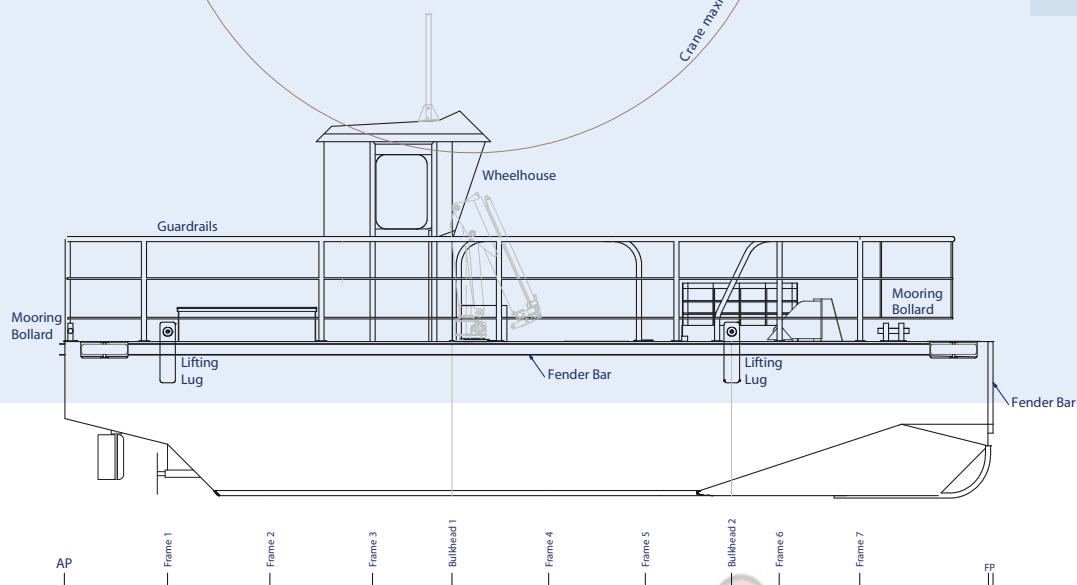 Crane maxi
Wheelhouse
Guardrails
Mooring
Bollard
Mooring
Bollard
Lifting
Lug
Lifting
Lug
Fender Bar
Fender Bar
AP
Frame 1
Frame 2
Frame 3
Bulkhead 1
Frame 4
Frame 5
Bulkhead 2
Frame 6
Frame 7
FP